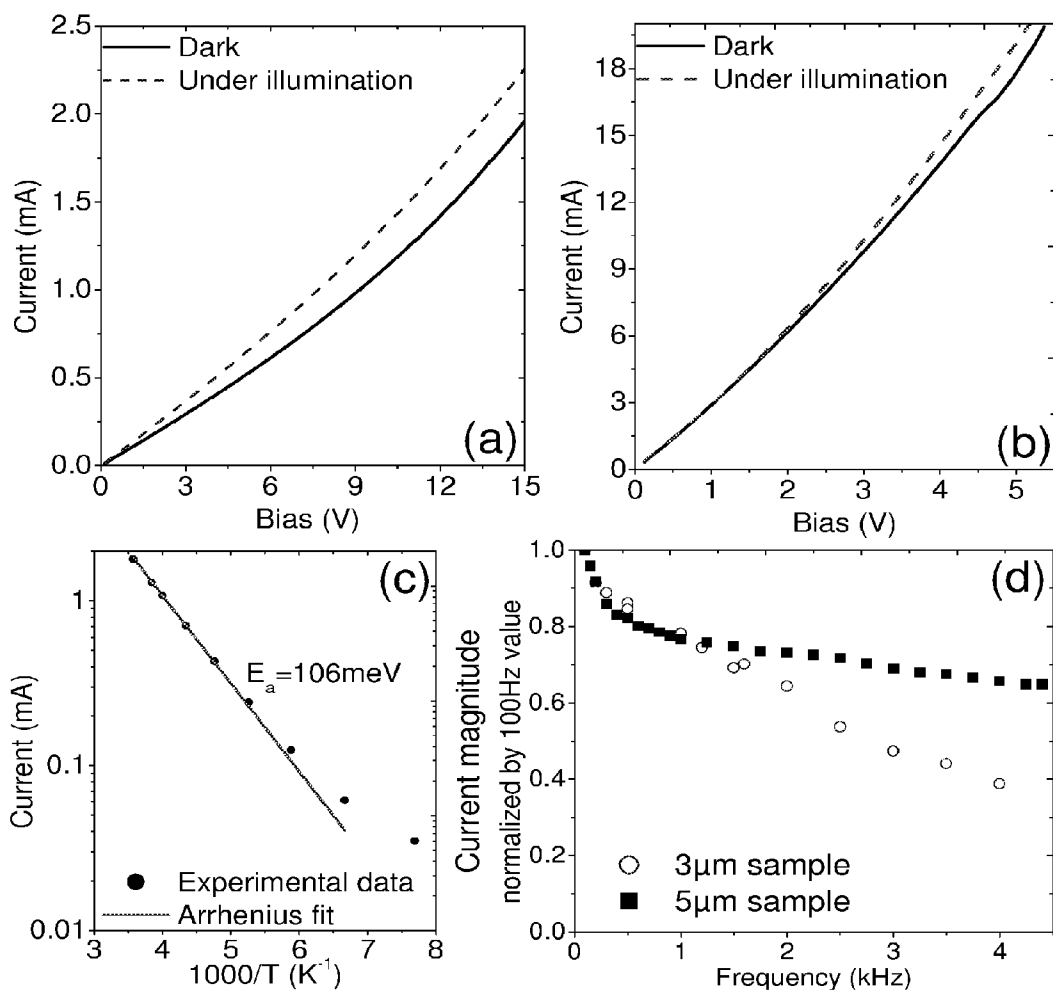 2.5
2.0
1.5
1.0
0.5
0.0
Current (mA)
Dark
Under illumination
(a)
0 3 6 9 12 15
Bias (V)
18
15
12
9
6
3
0
Current (mA)
Dark
Under illumination
(b)
0 1 2 3 4 5
Bias (V)
1
0.1
0.01
Current (mA)
(c)
Ea=106meV
Experimental data
Arrhenius fit
3 4 5 6 7 8
1000/T (K-1)
1.0
0.8
0.6
0.4
0.2
0.0
Current magnitude
normalized by 100Hz value
(d)
3µm sample
5µm sample
0 1 2 3 4
Frequency (kHz)